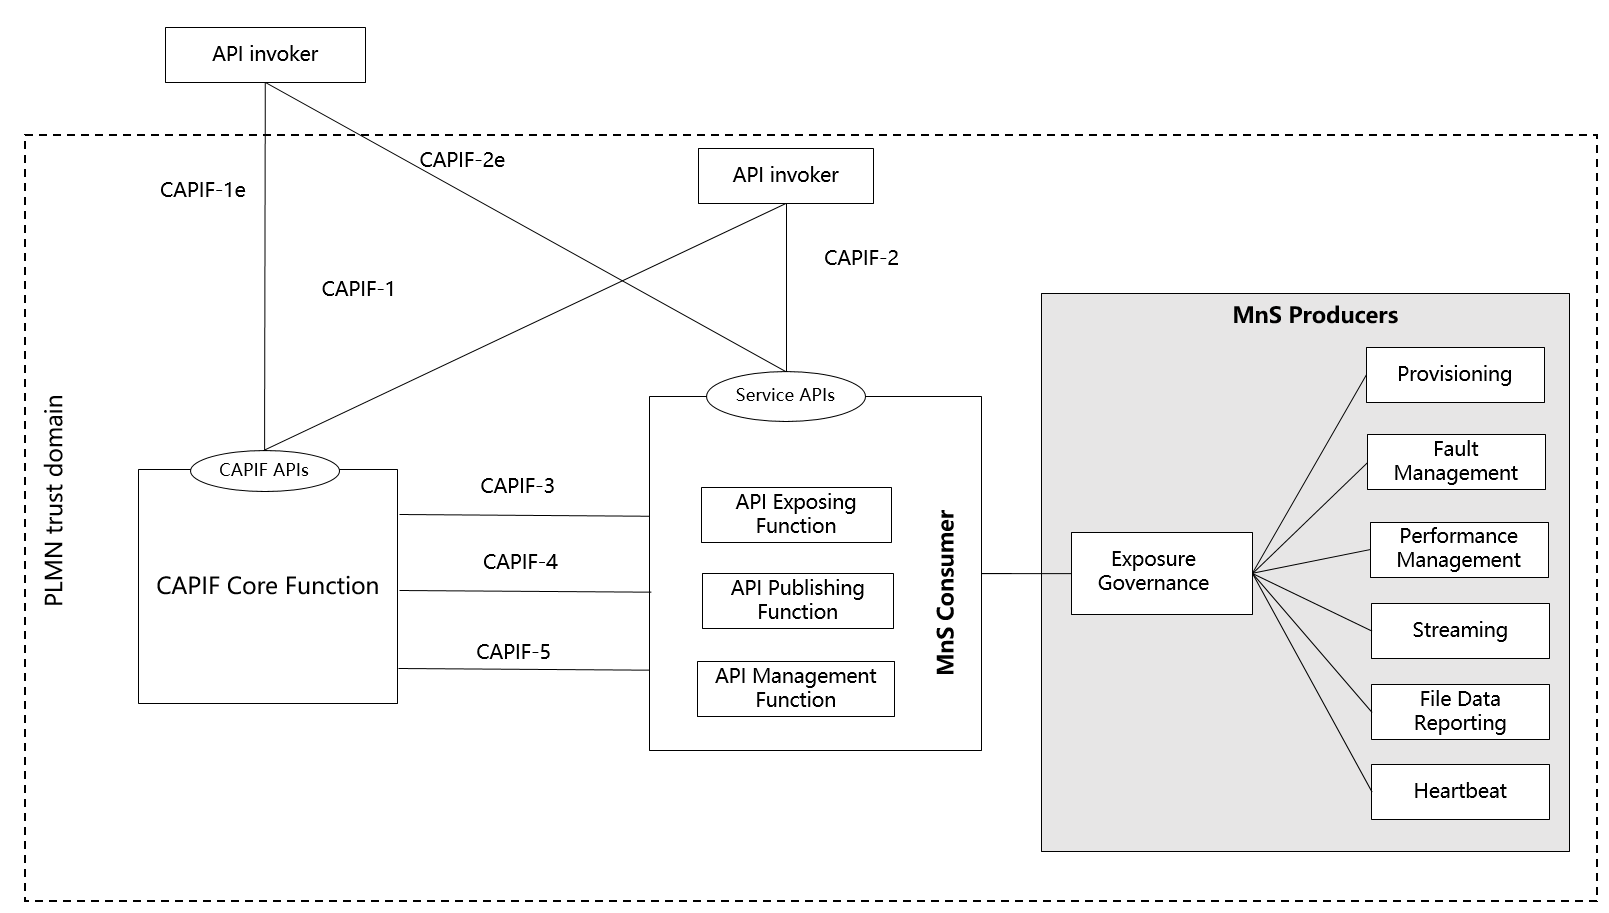 API invoker
CAPIF-2e
API invoker
CAPIF-1e
CAPIF-2
CAPIF-1
MnS Producers
Provisioning
Service APIs
PLMN trust domain
Fault
Management
CAPIF APIs
CAPIF-3
API Exposing
Function
Performance
Management
CAPIF-4
CAPIF Core Function
API Publishing
Function
MnS Consumer
Exposure
Governance
Streaming
CAPIF-5
API Management
Function
File Data
Reporting
Heartbeat